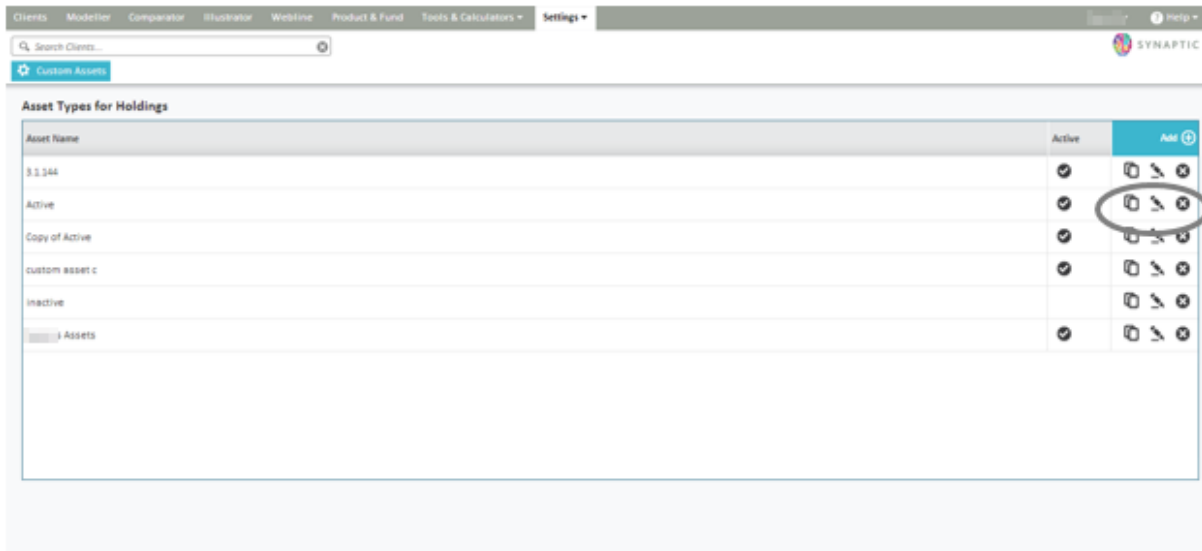 Clients Modeller Comparator Illustrator Webline Product & Fund Tools & Calculators Settings Help
Search Clients...
SYNAPTIC
Custom Assets
Asset Types for Holdings
Asset Name Active Add
3.1.144
Active
Copy of Active
custom asset c
inactive
s Assets